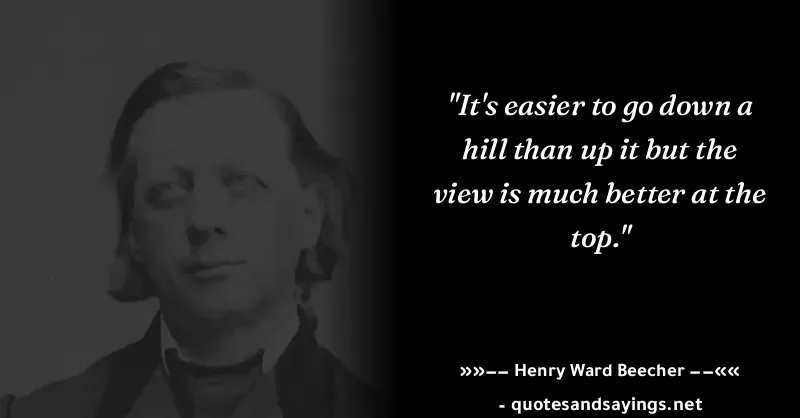 "It's easier to go down a
hill than up it but the
view is much better at the
top."
»»–– Henry Ward Beecher ––««
- quotesandsayings.net